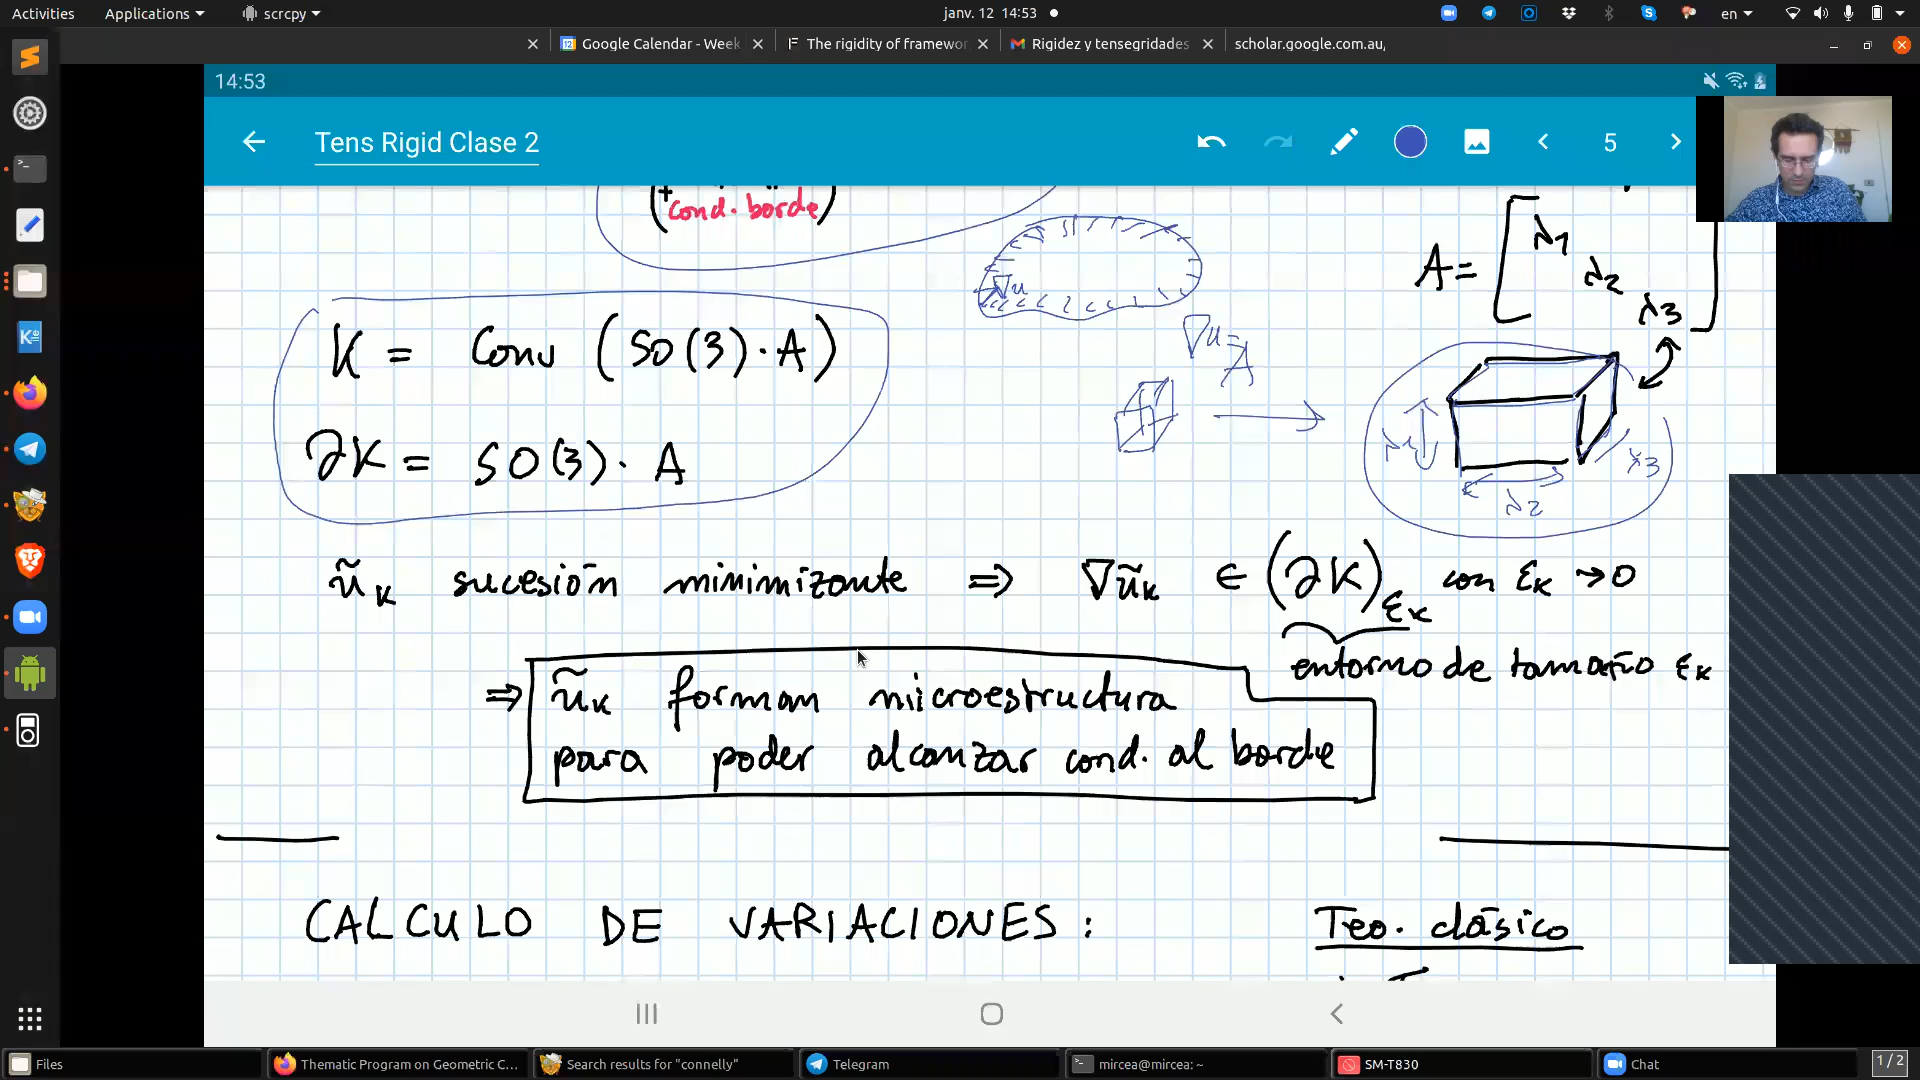 Activities Applications scrcpy janv. 12 14:53 en
Google Calendar - Week The rigidity of framewor Rigidez y tensegridades scholar.google.com.au,
14:53
Tens Rigid Clase 2 5
(+ cond. borde)
A = [λ1 λ2 λ3]
∇u
K = Conv (SO(3)·A)
∇u = A
∂K = SO(3)· A
λ1 λ2 λ3
ũK sucesión minimizante ⇒ ∇ũK ∈ (∂K)εK con εK → 0
entorno de tamaño εK
⇒ ũK forman microestructura
para poder alcanzar cond. al borde
CALCULO DE VARIACIONES: Teo. clásico
Files Thematic Program on Geometric C... Search results for "connelly" Telegram mircea@mircea: ~ SM-T830 Chat 1 / 2